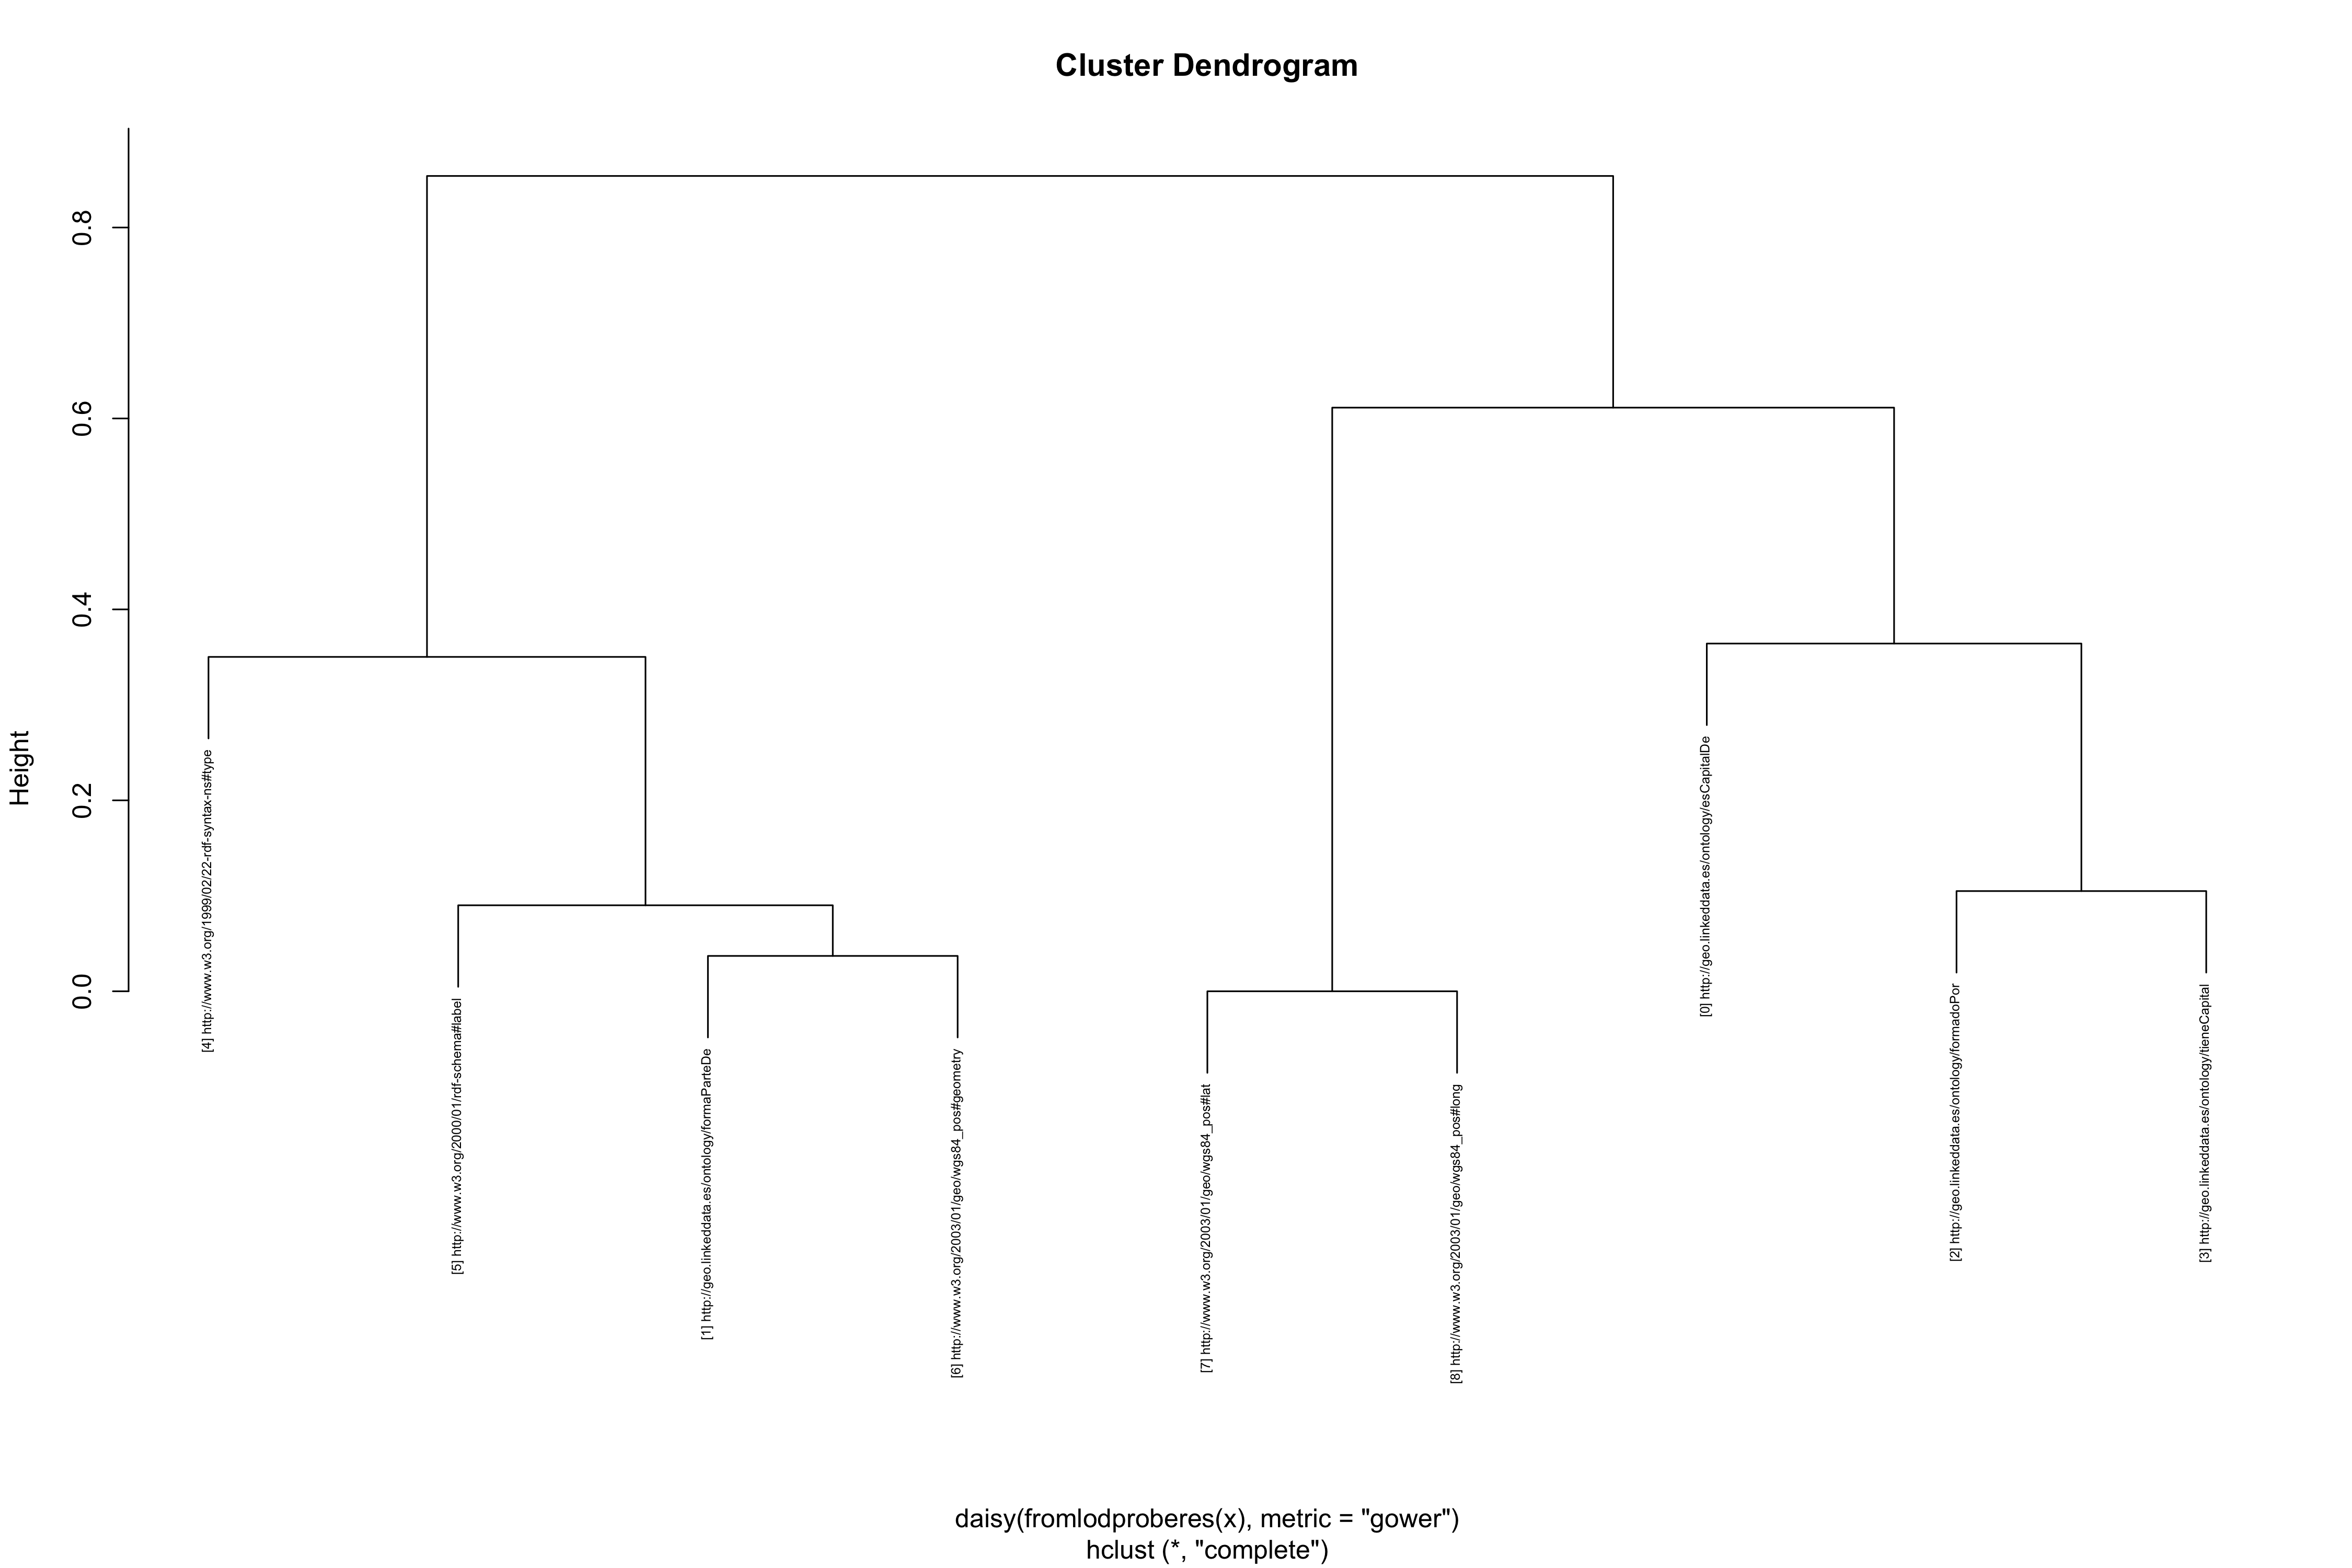 Cluster Dendrogram
Height
0.8
0.6
0.4
0.2
0.0
[4] http://www.w3.org/1999/02/22-rdf-syntax-ns#type
[5] http://www.w3.org/2000/01/rdf-schema#label
[1] http://geo.linkeddata.es/ontology/formaParteDe
[6] http://www.w3.org/2003/01/geo/wgs84_pos#geometry
[7] http://www.w3.org/2003/01/geo/wgs84_pos#lat
[8] http://www.w3.org/2003/01/geo/wgs84_pos#long
[0] http://geo.linkeddata.es/ontology/esCapitalDe
[2] http://geo.linkeddata.es/ontology/formadoPor
[3] http://geo.linkeddata.es/ontology/tieneCapital
daisy(fromlodproberes(x), metric = "gower")
hclust (*, "complete")